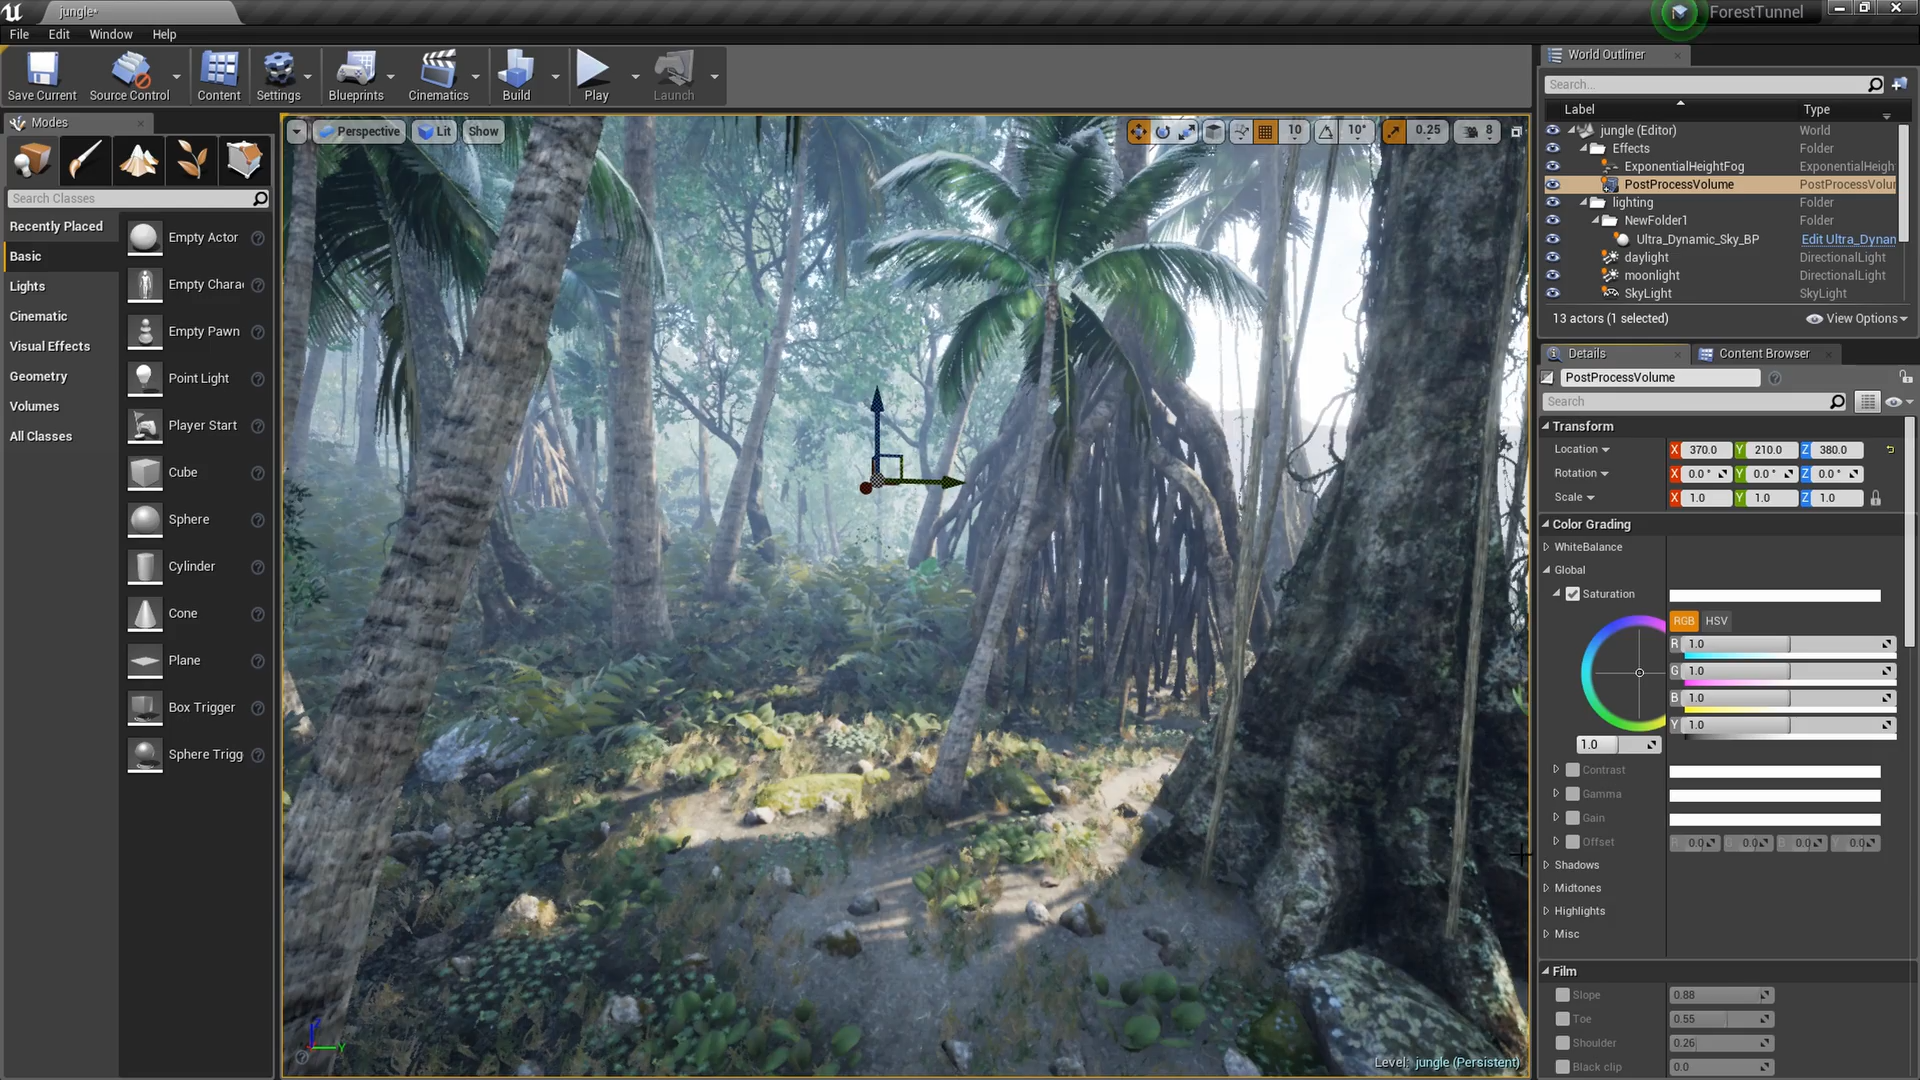 jungle*
ForestTunnel
File Edit Window Help
Save Current
Source Control
Content
Settings
Blueprints
Cinematics
Build
Play
Launch
Modes
Search Classes
Recently Placed
Basic
Lights
Cinematic
Visual Effects
Geometry
Volumes
All Classes
Empty Actor
Empty Chara
Empty Pawn
Point Light
Player Start
Cube
Sphere
Cylinder
Cone
Plane
Box Trigger
Sphere Trigg
Perspective Lit Show
10 10° 0.25 8
Level: jungle (Persistent)
Y
World Outliner
Search...
Label Type
jungle (Editor) World
Effects Folder
ExponentialHeightFog ExponentialHeigh
PostProcessVolume PostProcessVolur
lighting Folder
NewFolder1 Folder
Ultra_Dynamic_Sky_BP Edit Ultra_Dynan
daylight DirectionalLight
moonlight DirectionalLight
SkyLight SkyLight
13 actors (1 selected) View Options
Details Content Browser
PostProcessVolume
Search
Transform
Location X 370.0 Y 210.0 Z 380.0
Rotation X 0.0° Y 0.0° Z 0.0°
Scale X 1.0 Y 1.0 Z 1.0
Color Grading
WhiteBalance
Global
Saturation
RGB HSV
R 1.0
G 1.0
B 1.0
Y 1.0
1.0
Contrast
Gamma
Gain
Offset R 0.0 G 0.0 B 0.0 Y 0.0
Shadows
Midtones
Highlights
Misc
Film
Slope 0.88
Toe 0.55
Shoulder 0.26
Black clip 0.0